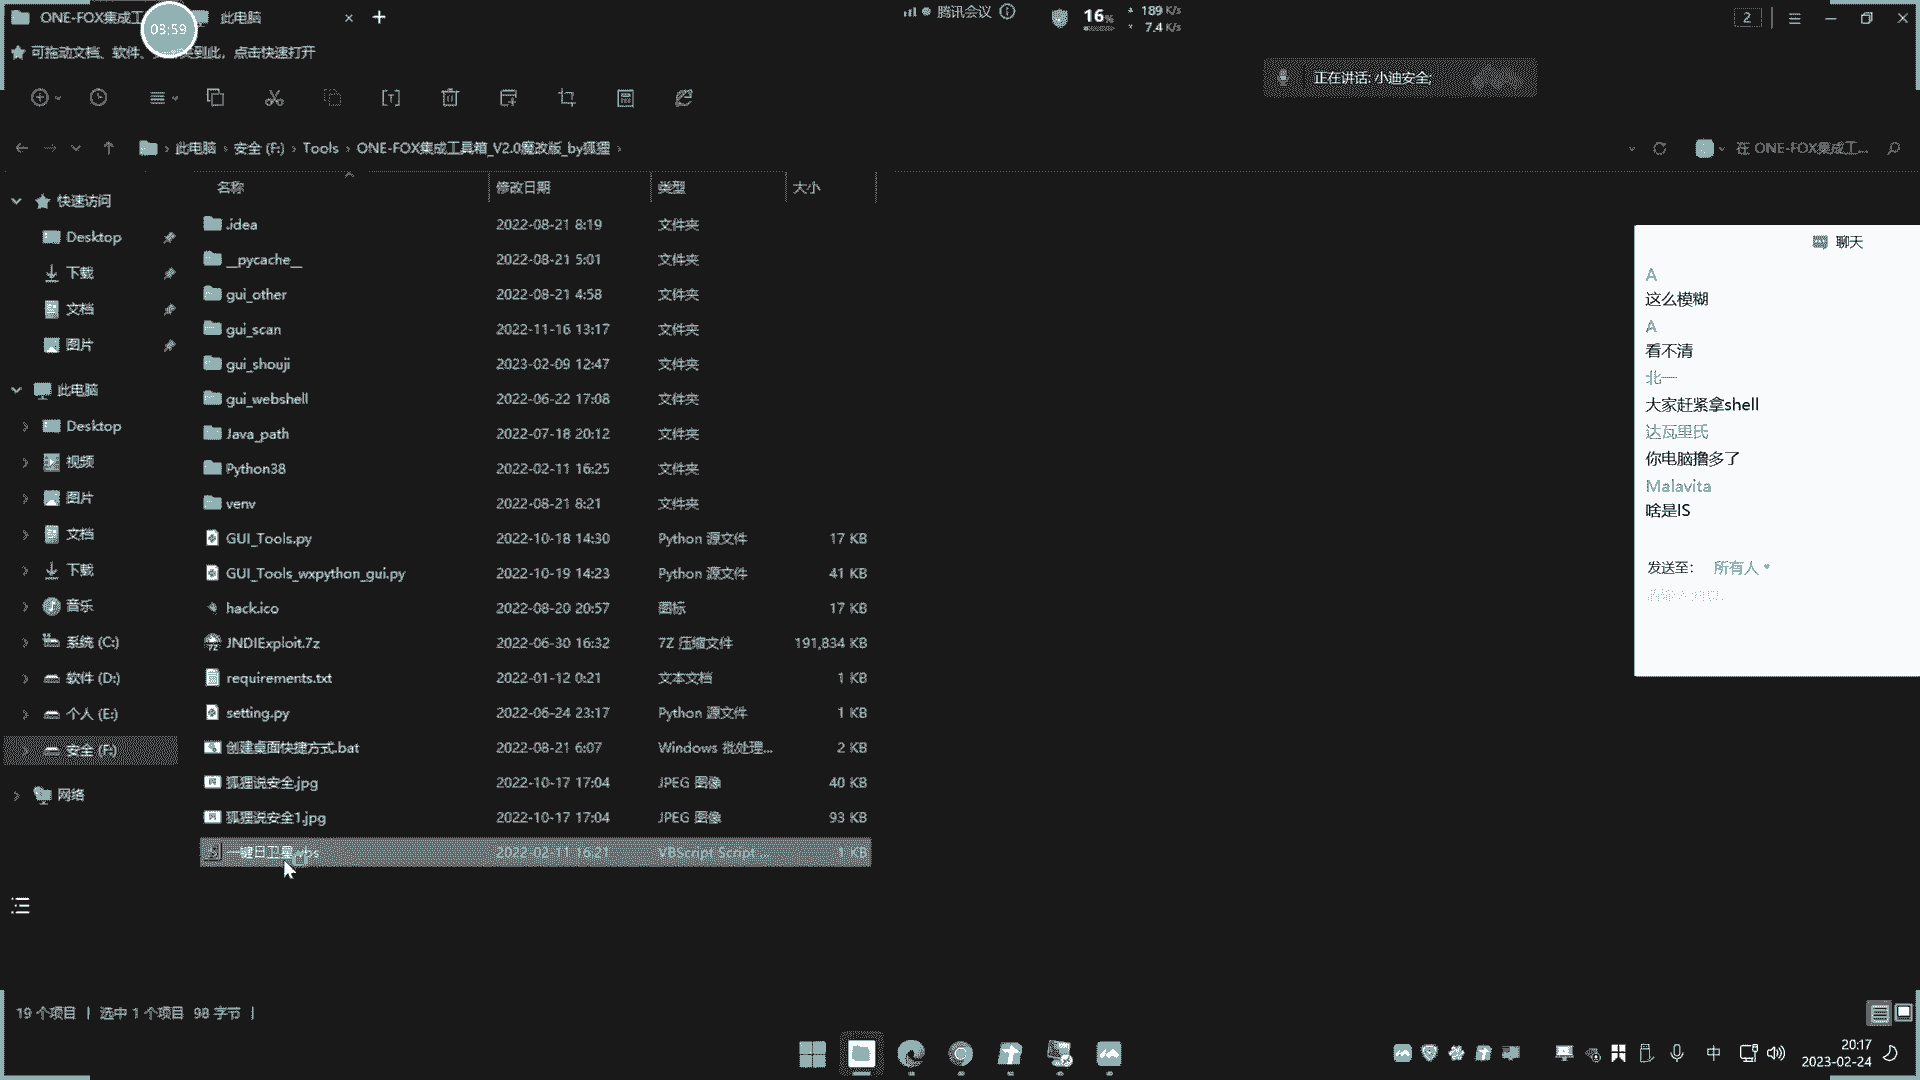 ONE-FOX集成工
03:59
此电脑
腾讯会议
16%
189 K/s
7.4 K/s
2
可拖动文档、软件、
到此，点击快速打开
正在讲话: 小迪安全;
此电脑 › 安全 (F:) › Tools › ONE-FOX集成工具箱_V2.0魔改版_by狐狸 ›
在 ONE-FOX集成工...
名称 修改日期 类型 大小
快速访问
Desktop
下载
文档
图片
此电脑
Desktop
视频
图片
文档
下载
音乐
系统 (C:)
软件 (D:)
个人 (E:)
安全 (F:)
网络
.idea 2022-08-21 8:19 文件夹
__pycache__ 2022-08-21 5:01 文件夹
gui_other 2022-08-21 4:58 文件夹
gui_scan 2022-11-16 13:17 文件夹
gui_shouji 2023-02-09 12:47 文件夹
gui_webshell 2022-06-22 17:08 文件夹
Java_path 2022-07-18 20:12 文件夹
Python38 2022-02-11 16:25 文件夹
venv 2022-08-21 8:21 文件夹
GUI_Tools.py 2022-10-18 14:30 Python 源文件 17 KB
GUI_Tools_wxpython_gui.py 2022-10-19 14:23 Python 源文件 41 KB
hack.ico 2022-08-20 20:57 图标 17 KB
JNDIExploit.7z 2022-06-30 16:32 7Z 压缩文件 191,834 KB
requirements.txt 2022-01-12 0:21 文本文档 1 KB
setting.py 2022-06-24 23:17 Python 源文件 1 KB
创建桌面快捷方式.bat 2022-08-21 6:07 Windows 批处理... 2 KB
狐狸说安全.jpg 2022-10-17 17:04 JPEG 图像 40 KB
狐狸说安全1.jpg 2022-10-17 17:04 JPEG 图像 93 KB
一键日卫星.vbs 2022-02-11 16:21 VBScript Script ... 1 KB
聊天
A
这么模糊
A
看不清
北一
大家赶紧拿shell
达瓦里氏
你电脑撸多了
Malavita
啥是IS
发送至： 所有人
19 个项目 | 选中 1 个项目 98 字节 |
中
20:17
2023-02-24